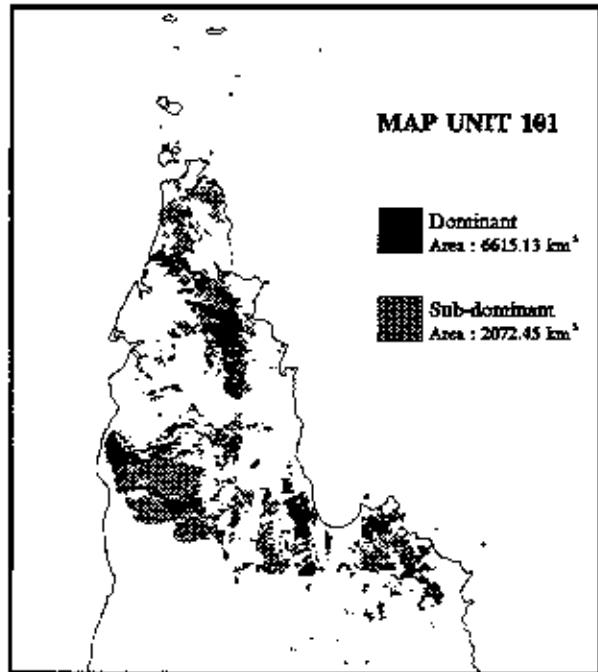 MAP UNIT 101
Dominant
Area : 6615.13 km²
Sub-dominant
Area : 2072.45 km²